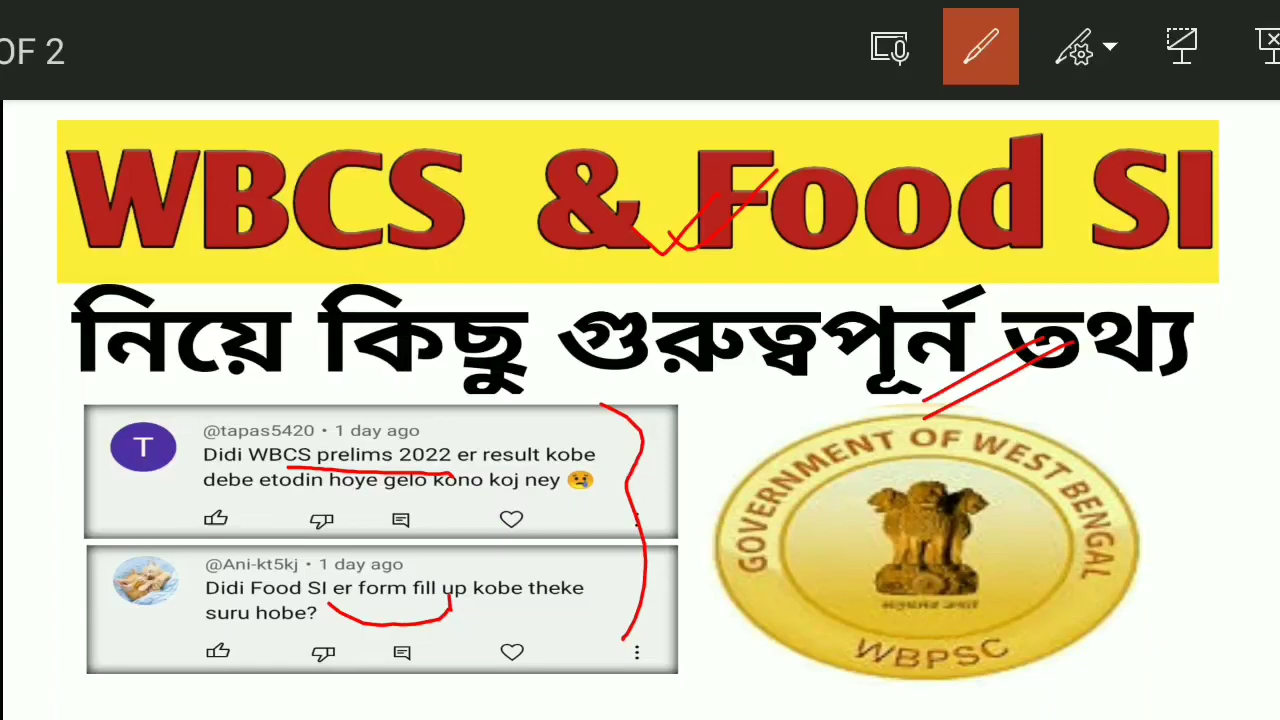 OF 2
WBCS & Food SI
নিয়ে কিছু গুরুত্বপূর্ন তথ্য
T
@tapas5420 • 1 day ago
Didi WBCS prelims 2022 er result kobe
debe etodin hoye gelo kono koj ney 😢
@Ani-kt5kj • 1 day ago
Didi Food SI er form fill up kobe theke
suru hobe?
GOVERNMENT OF WEST BENGAL
WBPSC